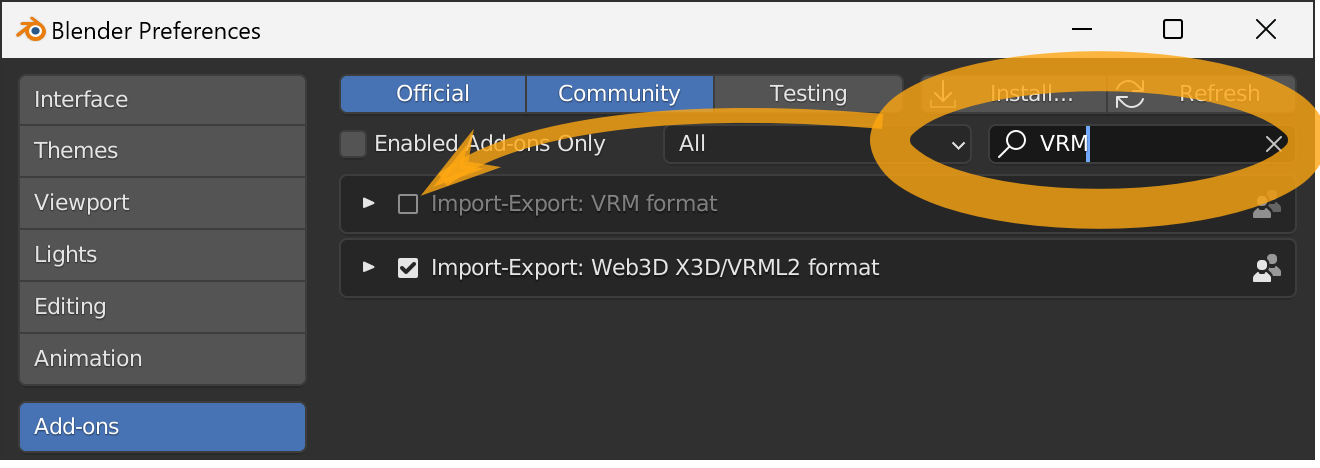 Blender Preferences
Interface
Themes
Viewport
Lights
Editing
Animation
Add-ons
Official Community Testing Install... Refresh
Enabled Add-ons Only All VRM
Import-Export: VRM format
Import-Export: Web3D X3D/VRML2 format